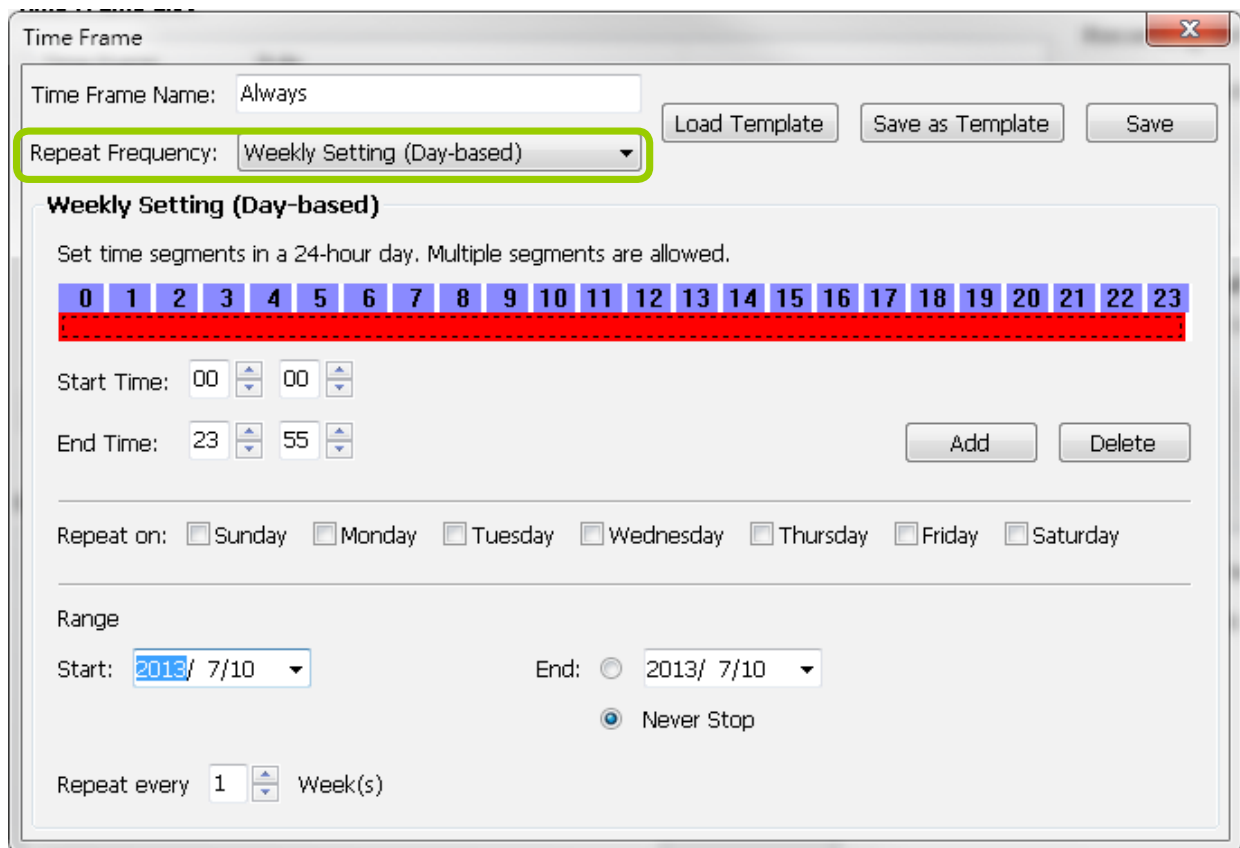 Time Frame
Time Frame Name: Always
Load Template Save as Template Save
Repeat Frequency: Weekly Setting (Day-based)
Weekly Setting (Day-based)
Set time segments in a 24-hour day. Multiple segments are allowed.
0 1 2 3 4 5 6 7 8 9 10 11 12 13 14 15 16 17 18 19 20 21 22 23
Start Time: 00 00
End Time: 23 55 Add Delete
Repeat on: Sunday Monday Tuesday Wednesday Thursday Friday Saturday
Range
Start: 2013/ 7/10 End: 2013/ 7/10
Never Stop
Repeat every 1 Week(s)